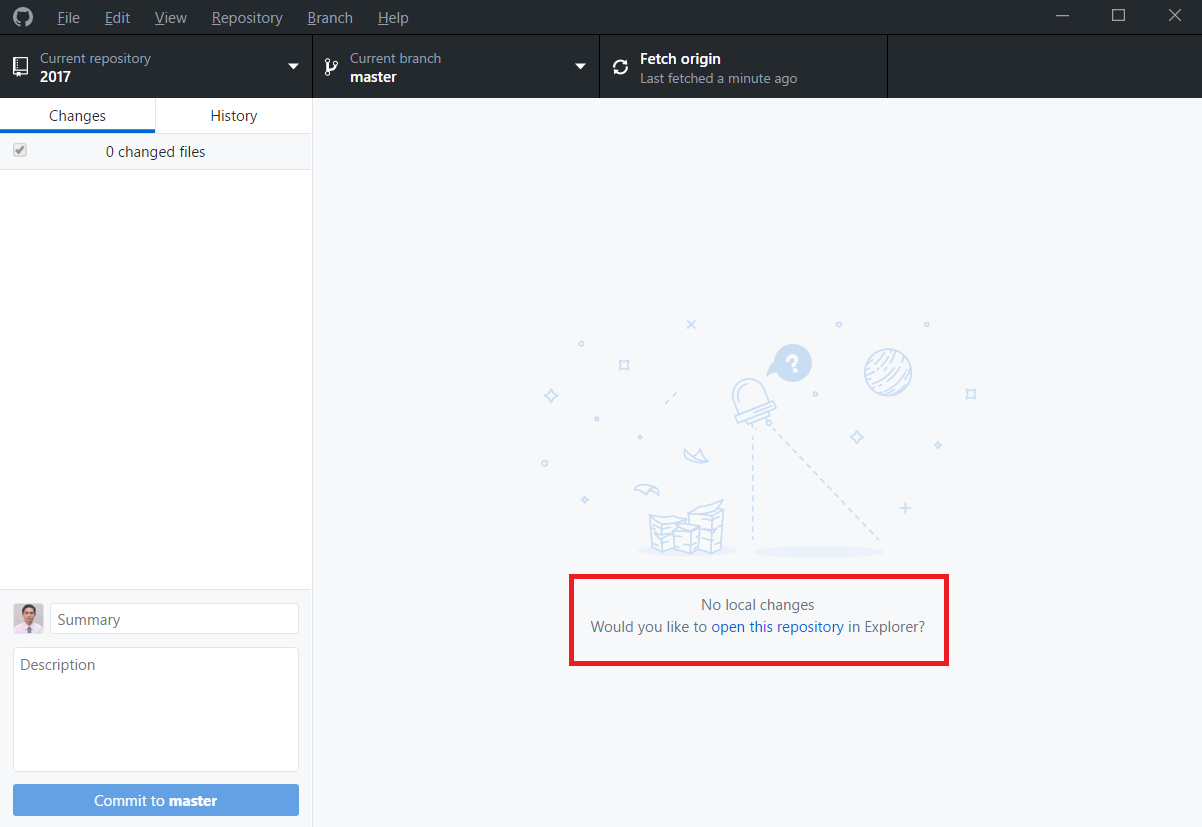 File Edit View Repository Branch Help
Current repository
2017
Current branch
master
Fetch origin
Last fetched a minute ago
Changes
History
0 changed files
?
No local changes
Would you like to open this repository in Explorer?
Summary
Description
Commit to master